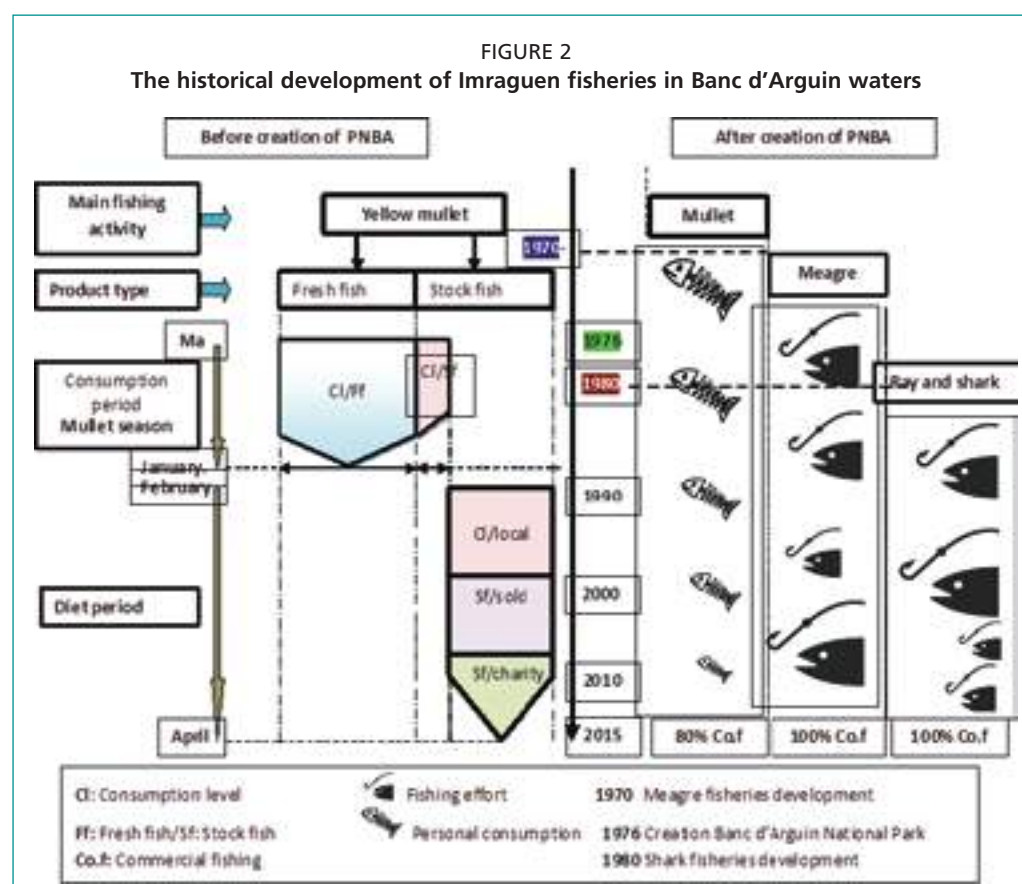 FIGURE 2
The historical development of Imraguen fisheries in Banc d'Arguin waters
Before creation of PNBA
After creation of PNBA
Main fishing
activity
Yellow mullet
1970-
Mullet
Product type
Fresh fish
Stock fish
Meagre
Ma
1976
Cl/Ff
Cl/Sf
1980
Ray and shark
Consumption
period
Mullet season
January.
February
1990
Cl/local
Diet period
Sf/sold
2000
Sf/charity
2010
April
2015
80% Co.f
100% Co.f
100% Co.f
Cl: Consumption level
Fishing effort
1970 Meagre fisheries development
Ff: Fresh fish/Sf: Stock fish
Personal consumption
1976 Creation Banc d'Arguin National Park
Co.f: Commercial fishing
1980 Shark fisheries development